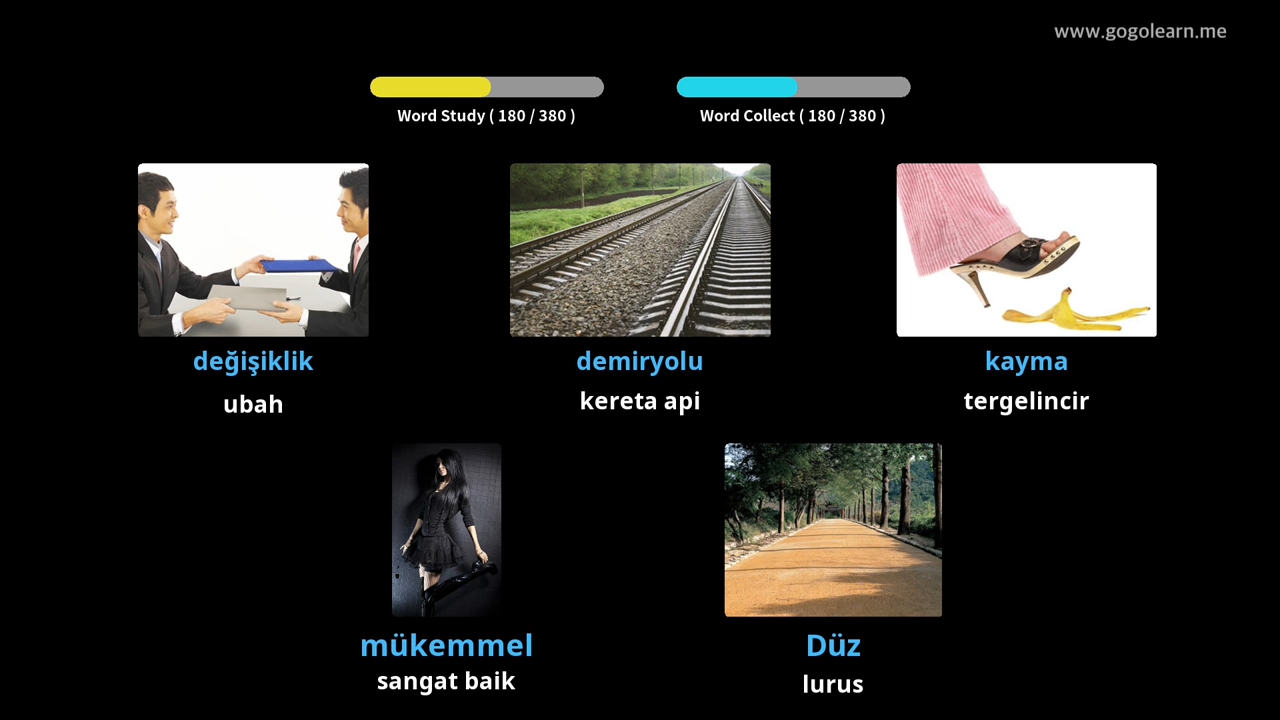 www.gogolearn.me
Word Study ( 180 / 380 )
Word Collect ( 180 / 380 )
değişiklik
demiryolu
kayma
ubah
kereta api
tergelincir
mükemmel
Düz
sangat baik
lurus